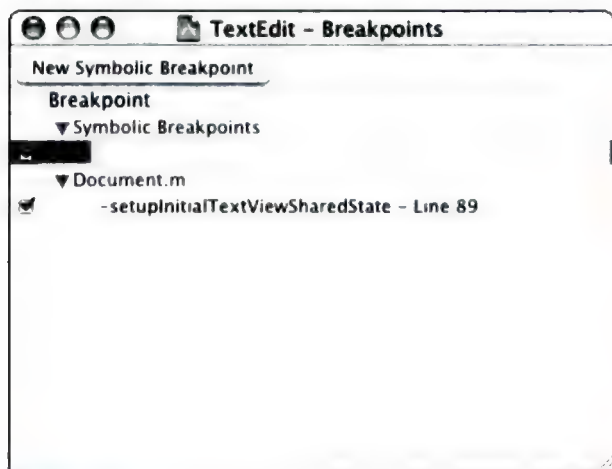 TextEdit – Breakpoints
New Symbolic Breakpoint
Breakpoint
Symbolic Breakpoints
Document.m
-setupInitialTextViewSharedState – Line 89